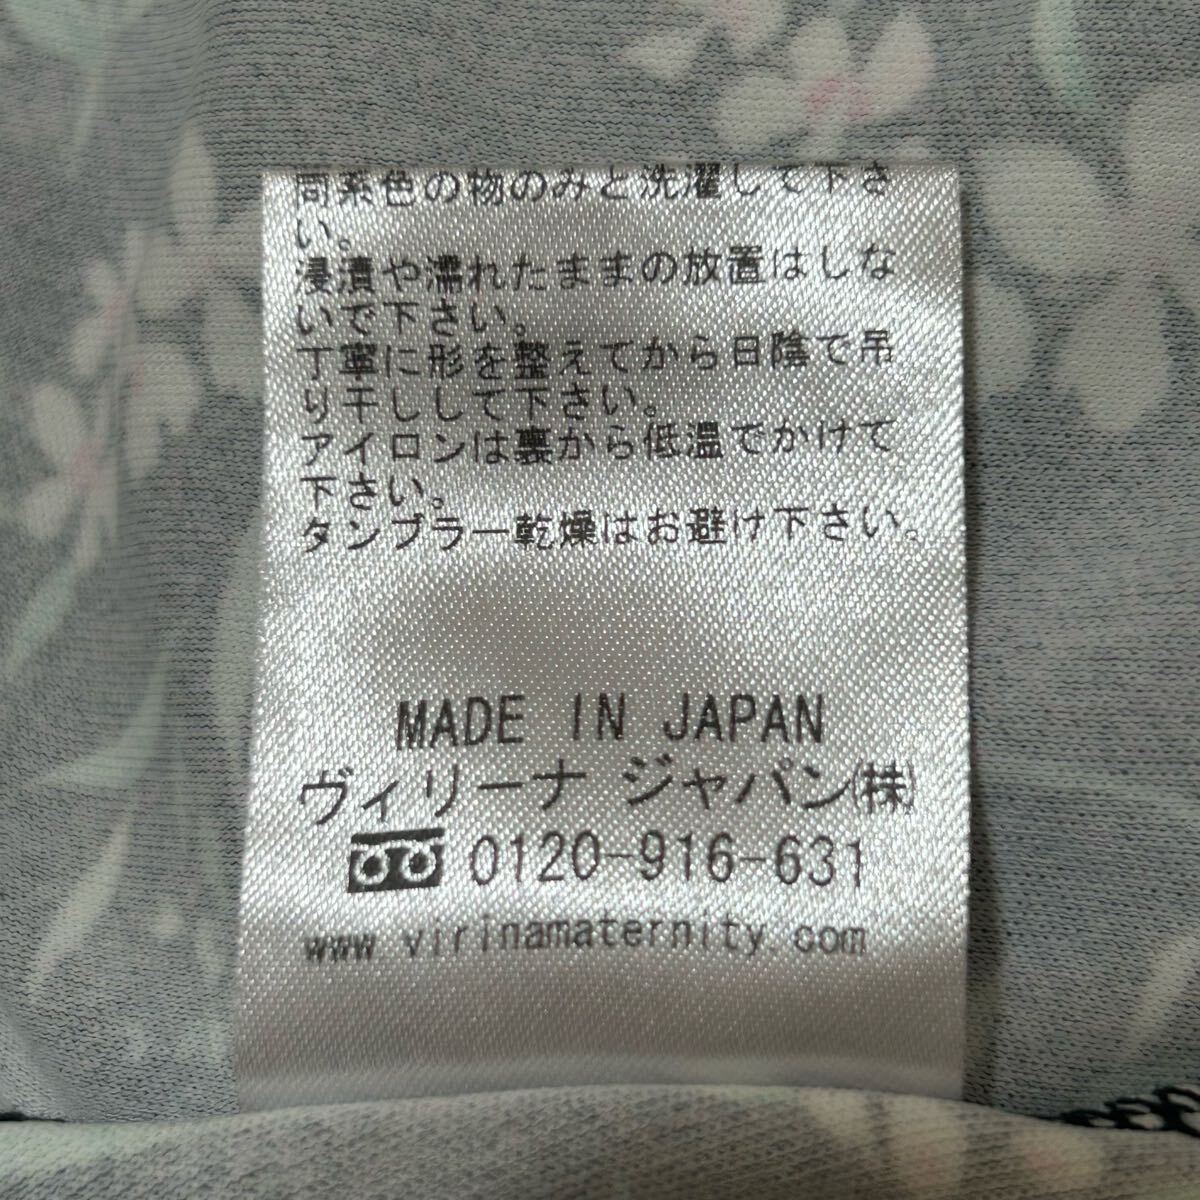 同系色の物のみと洗濯して下さ
い。
浸漬や濡れたままの放置はしな
いで下さい。
丁寧に形を整えてから日陰で吊
り干しして下さい。
アイロンは裏から低温でかけて
下さい。
タンブラー乾燥はお避け下さい。
MADE IN JAPAN
ヴィリーナ ジャパン㈱
0120-916-631
www.virinamaternity.com